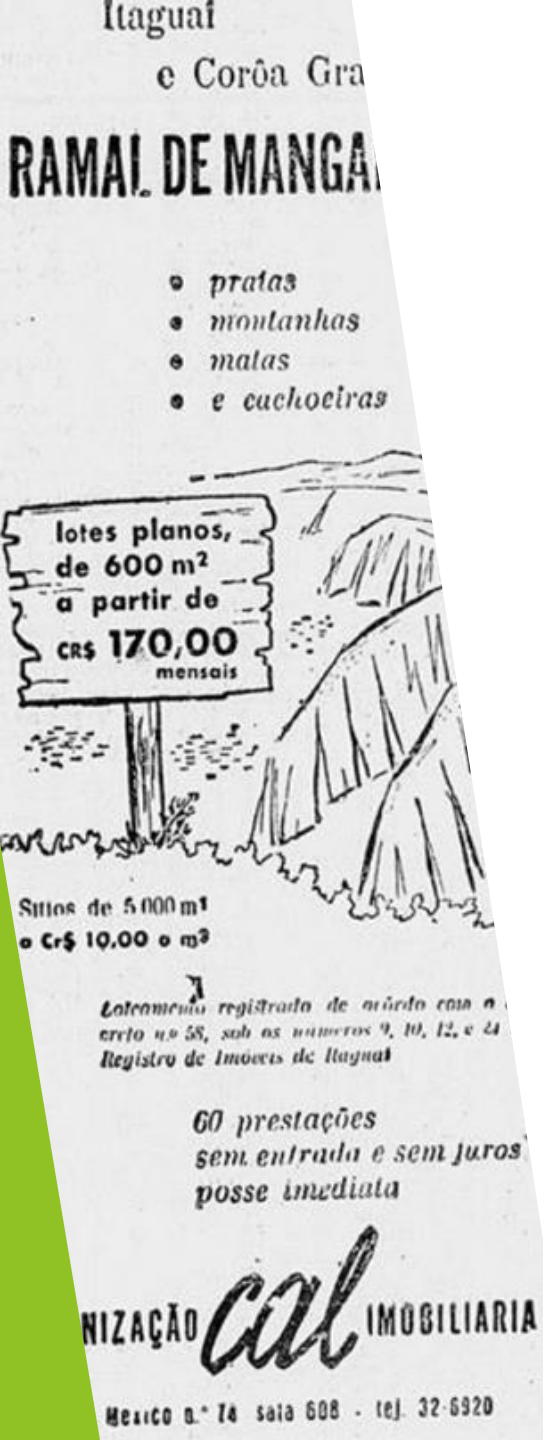 Itaguaí
e Corôa Gra
RAMAL DE MANGA
• praias
• montanhas
• matas
• e cachoeiras
lotes planos,
de 600 m²
a partir de
CR$ 170,00
mensais
Sitios de 5 000 m²
a Cr$ 10,00 o m²
Loteamento registrado de acôrdo com o
creto n.º 58, sob os numeros 9, 10, 12, e 24
Registro de Imóveis de Itaguaí
60 prestações
sem entrada e sem juros
posse imediata
NIZAÇÃO cal IMOBILIARIA
Mexico n.º 74 sala 608 - tel. 32-6920